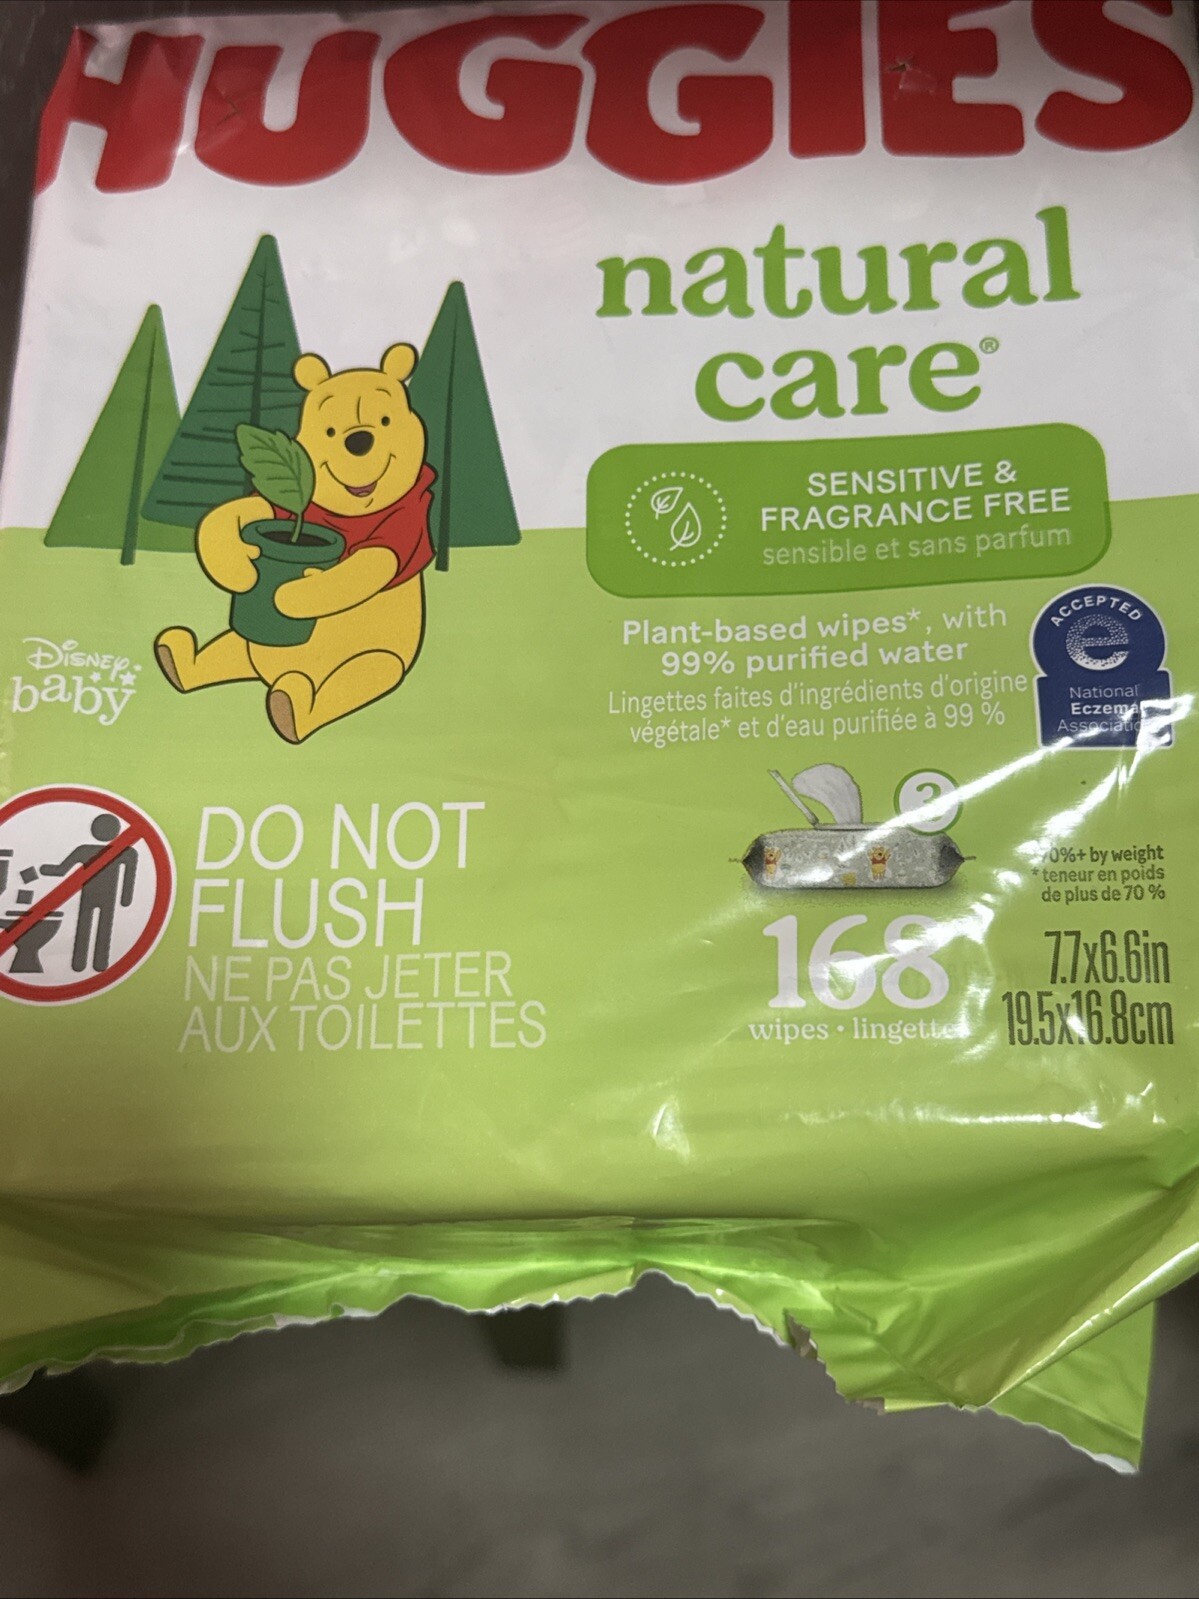 HUGGIES
natural
care®
SENSITIVE &
FRAGRANCE FREE
sensible et sans parfum
Plant-based wipes*, with
99% purified water
Lingettes faites d'ingrédients d'origine
végétale* et d'eau purifiée à 99 %
ACCEPTED
e
National
Eczema
Associatio
Disney
baby
DO NOT
FLUSH
NE PAS JETER
AUX TOILETTES
3
168
wipes • lingette
70%+ by weight
*teneur en poids
de plus de 70 %
7.7x6.6in
19.5x16.8cm